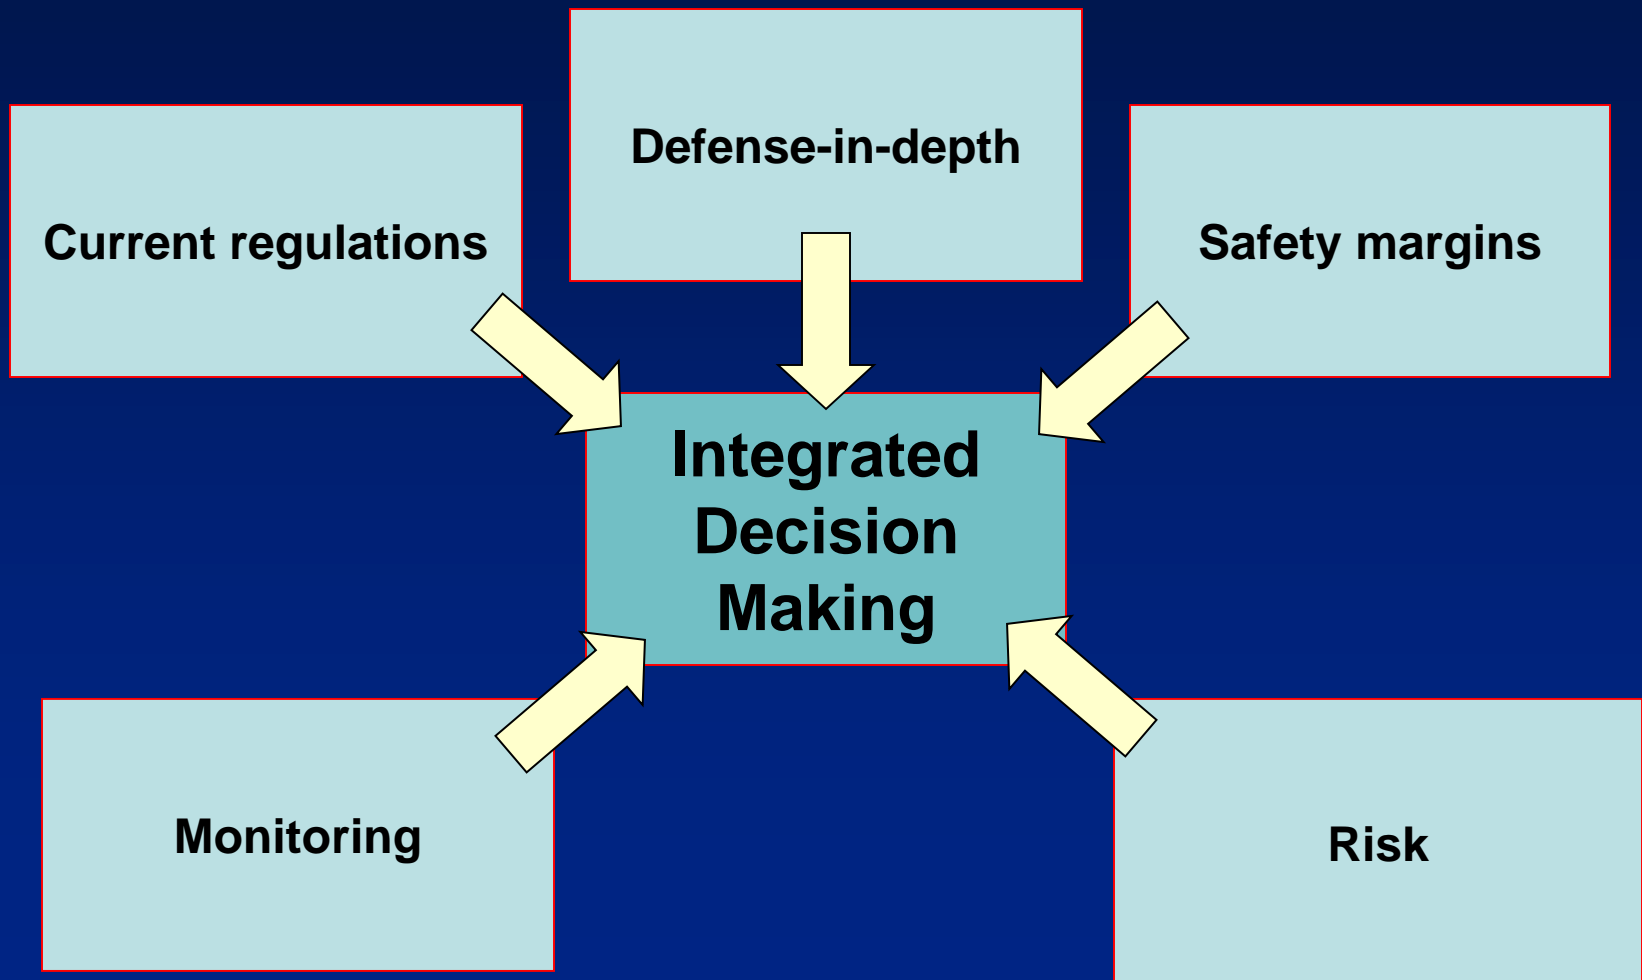 Defense-in-depth
Current regulations
Safety margins
Integrated
Decision
Making
Monitoring
Risk